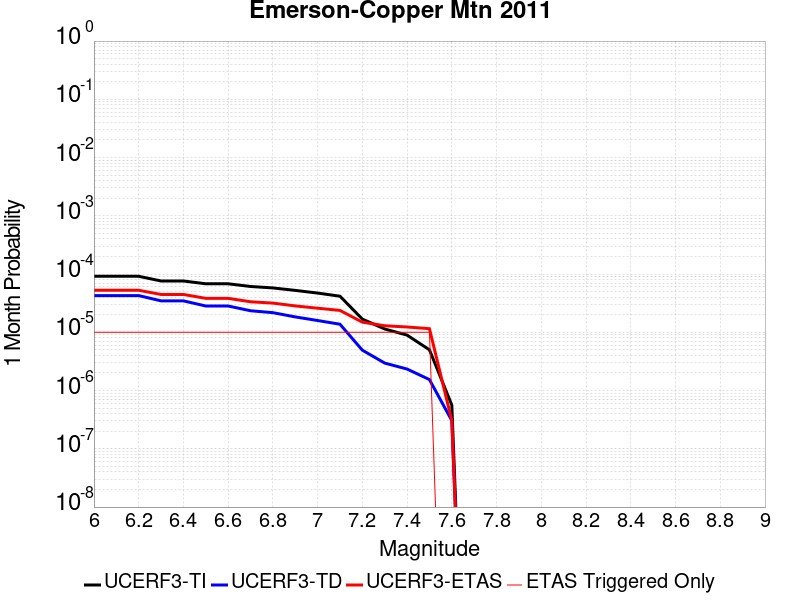 Emerson-Copper Mtn 2011
1 Month Probability
10^0
10^-1
10^-2
10^-3
10^-4
10^-5
10^-6
10^-7
10^-8
6 6.2 6.4 6.6 6.8 7 7.2 7.4 7.6 7.8 8 8.2 8.4 8.6 8.8 9
Magnitude
UCERF3-TI UCERF3-TD UCERF3-ETAS ETAS Triggered Only